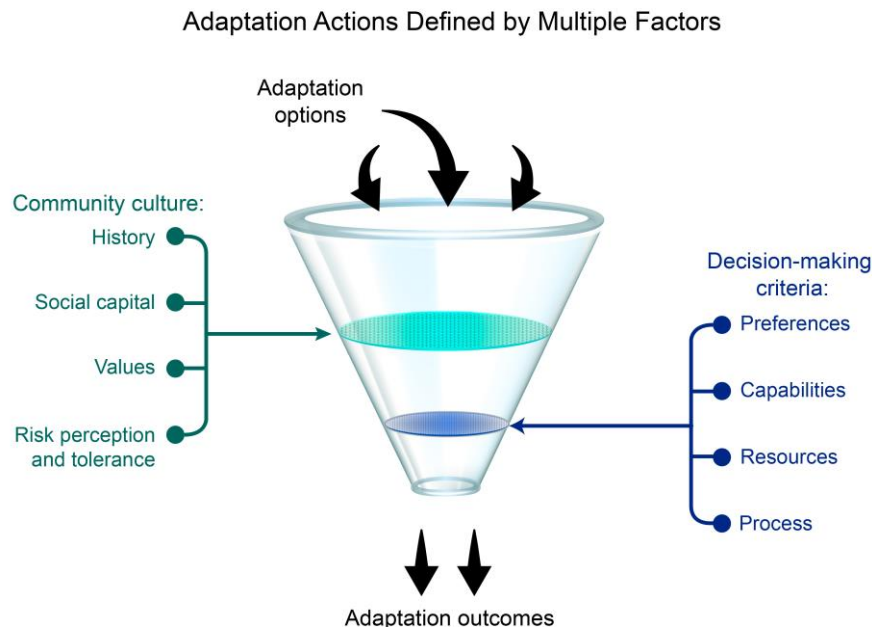 Adaptation Actions Defined by Multiple Factors
Adaptation
options
Community culture:
History
Social capital
Values
Risk perception
and tolerance
Decision-making
criteria:
Preferences
Capabilities
Resources
Process
Adaptation outcomes